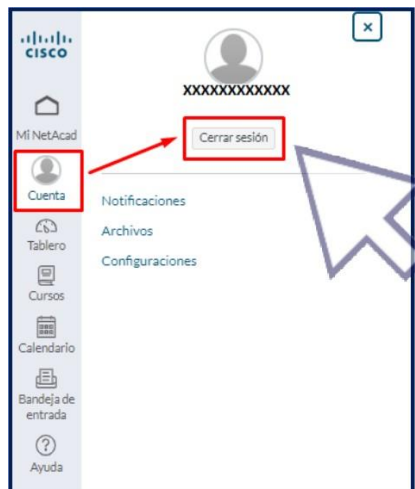 CISCO
Mi NetAcad
Cuenta
Tablero
Cursos
Calendario
Bandeja de
entrada
?
Ayuda
×
XXXXXXXXXXXX
Cerrar sesión
Notificaciones
Archivos
Configuraciones